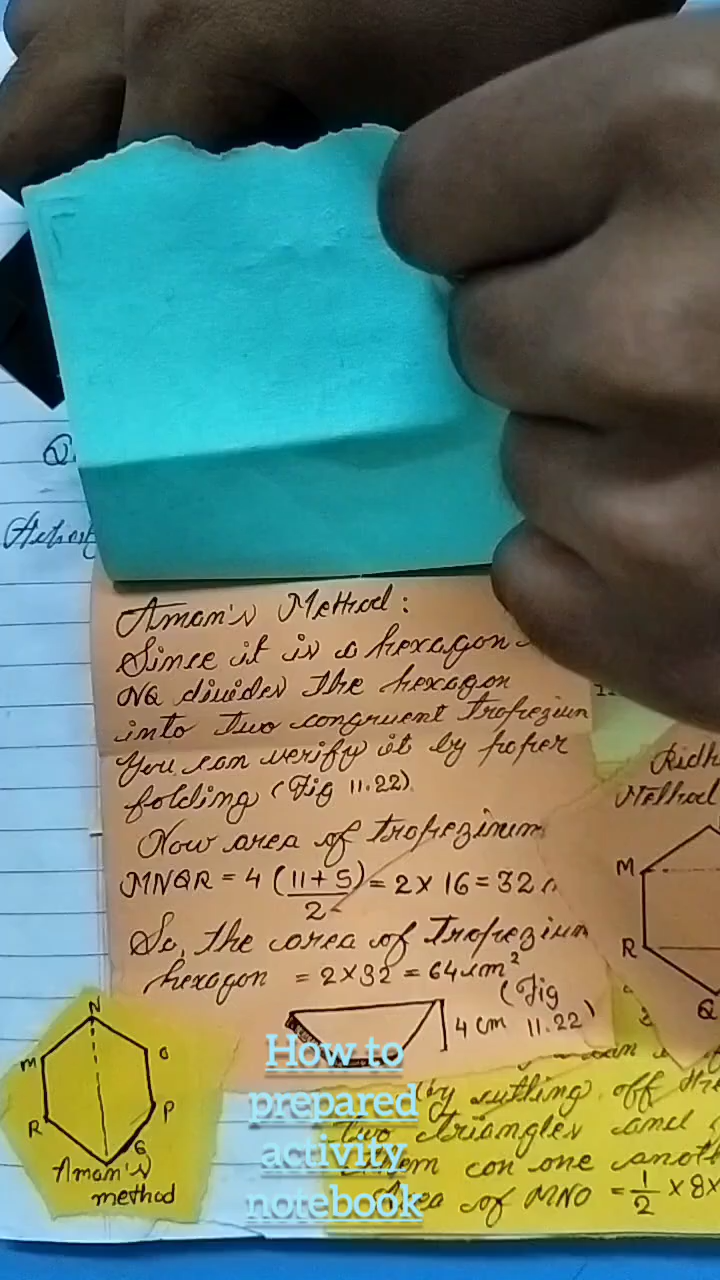 Q.
Aman's Method:
Since it is a hexagon
NQ divides the hexagon
into two congruent Trapezium
You can verify it by paper
folding (Fig 11.22).
Now area of trapezium
MNQR = 4 (11+5)/2 = 2 × 16 = 32
So, the area of Trapezium
hexagon = 2×32 = 64 cm²
(Fig 11.22)
4 cm
N
M
O
R
P
Q
Aman's
method
Ridh
Method
M
R
Q
by cutting off the
two triangles and
them on one anoth
Area of MNO = 1/2 × 8×
How to
prepared
activity
notebook